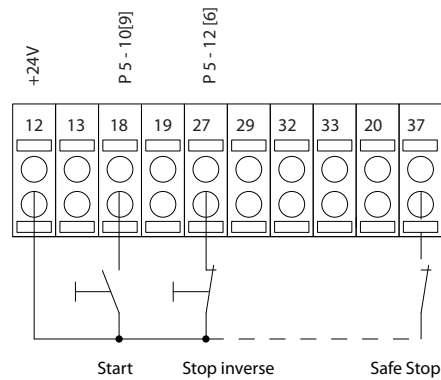 +24V P 5 - 10[9] P 5 - 12 [6]
12 13 18 19 27 29 32 33 20 37
Start Stop inverse Safe Stop